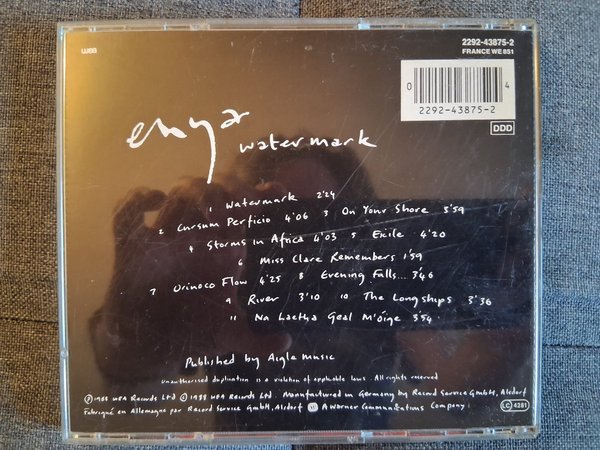 WEB
2292-43875-2
FRANCE WE 851
0 4
2292-43875-2
DDD
enya
watermark
1 Watermark 2'24
2 Cursum Perficio 4'06 3 On Your Shore 3'59
4 Storms in Africa 4'03 5 Exile 4'20
6 Miss Clare Remembers 1'59
7 Orinoco Flow 4'25 8 Evening Falls... 3'46
9 River 3'10 10 The Longships 3'36
11 Na Laetha Geal M'óige 3'54
Published by Aigle Music
Unauthorised duplication is a violation of applicable laws. All rights reserved
℗ 1988 WEA Records Ltd © 1988 WEA Records Ltd. Manufactured in Germany by Record Service GmbH, Alsdorf
Fabriqué en Allemagne par Record Service GmbH, Alsdorf A Warner Communications Company.
LC 4281